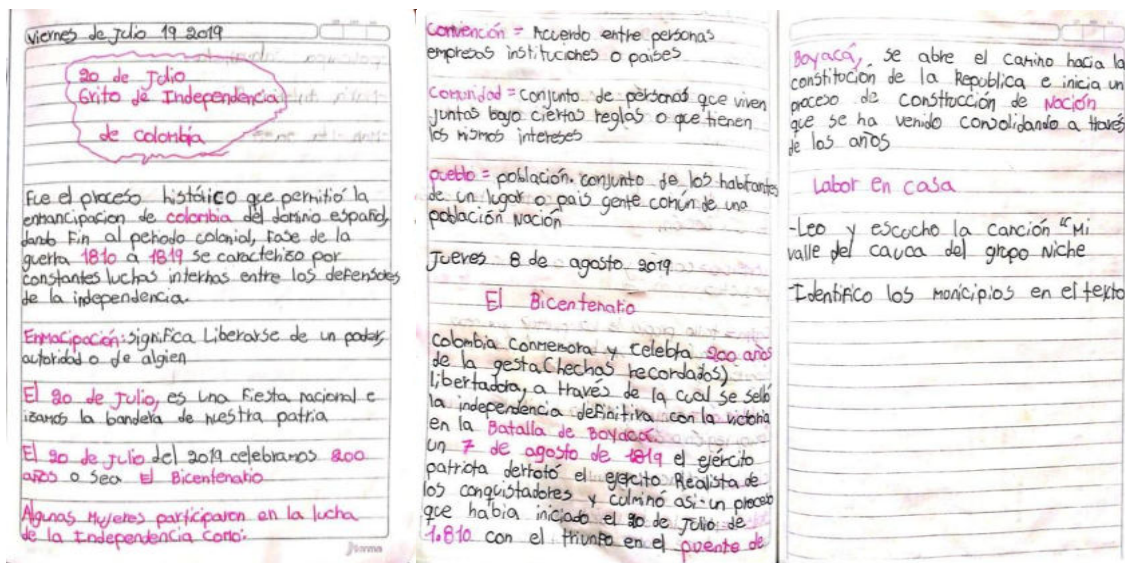 Viernes de Julio 19 2019
20 de Julio
Grito de Independencia
de Colombia
Fue el proceso histórico que permitió la
enmancipacion de colombia del dominio español,
dando Fin al periodo colonial, Fase de la
guerra 1810 a 1819 se caracterizo por
constantes luchas internas entre los defensores
de la independencia.
Enmacipación: significa Liberarse de un poder,
autoridad o de algien
El 20 de Julio, es una Fiesta nacional e
izamos la bandera de nuestra patria
El 20 de Julio del 2019 celebramos 200
años o sea El Bicentenario
Algunas Mujeres participaron en la lucha
de la Independencia como:
norma
Convención = Acuerdo entre personas
empresas instituciones o paises
Comunidad = conjunto de personas que viven
juntas bajo ciertas reglas o que tienen
los mismos intereses
pueblo = población. conjunto de los habitantes
de un lugar o pais gente común de una
población Nación
Jueves 8 de agosto 2019
El Bicentenario
Colombia Conmemora y celebra 200 años
de la gesta (hechos recordados)
libertadora, a través de la cual se selló
la independencia definitiva con la victoria
en la Batalla de Boyacá
un 7 de agosto de 1819 el ejército
patriota derrotó el ejercito Realista de
los conquistadores y culminó asi un proceso
que habia iniciado el 20 de Julio de
1.810 con el triunfo en el puente de
Boyacá, se abre el camino hacia la
constitución de la Republica e inicia un
proceso de construcción de Nación
que se ha venido consolidando a través
de los años
Labor en casa
-Leo y escucho la canción "Mi
valle del cauca del grupo Niche
-Identifico los municipios en el texto